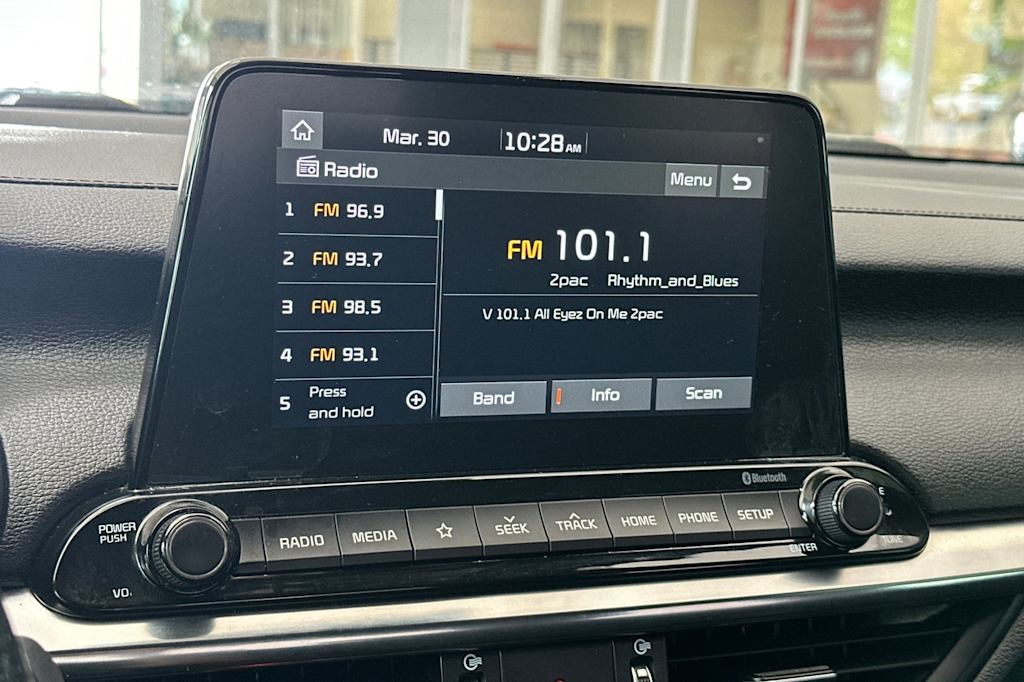 Mar. 30 10:28 AM
Radio Menu
1 FM 96.9
2 FM 93.7
3 FM 98.5
4 FM 93.1
5 Press and hold
FM 101.1
2pac Rhythm_and_Blues
V 101.1 All Eyez On Me 2pac
Band Info Scan
Bluetooth
POWER PUSH
VOL
RADIO MEDIA SEEK TRACK HOME PHONE SETUP
ENTER
TUNE